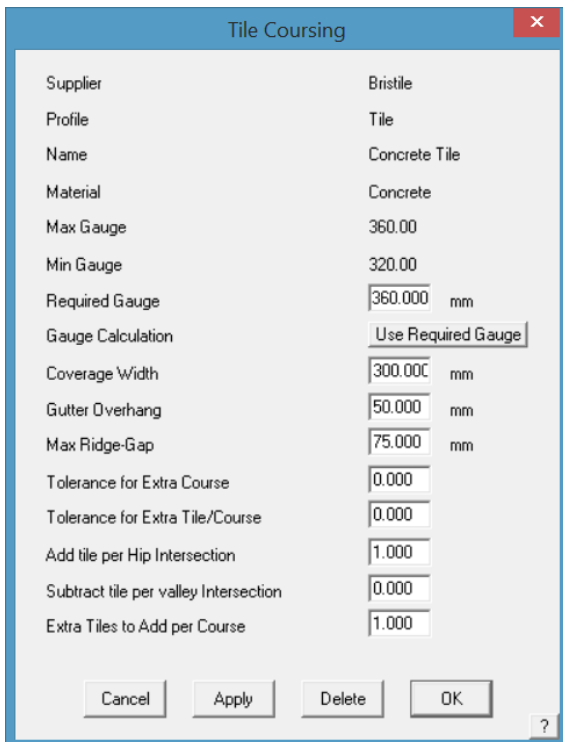 Tile Coursing
Supplier Bristile
Profile Tile
Name Concrete Tile
Material Concrete
Max Gauge 360.00
Min Gauge 320.00
Required Gauge 360.000 mm
Gauge Calculation Use Required Gauge
Coverage Width 300.000 mm
Gutter Overhang 50.000 mm
Max Ridge-Gap 75.000 mm
Tolerance for Extra Course 0.000
Tolerance for Extra Tile/Course 0.000
Add tile per Hip Intersection 1.000
Subtract tile per valley Intersection 0.000
Extra Tiles to Add per Course 1.000
Cancel Apply Delete OK
?